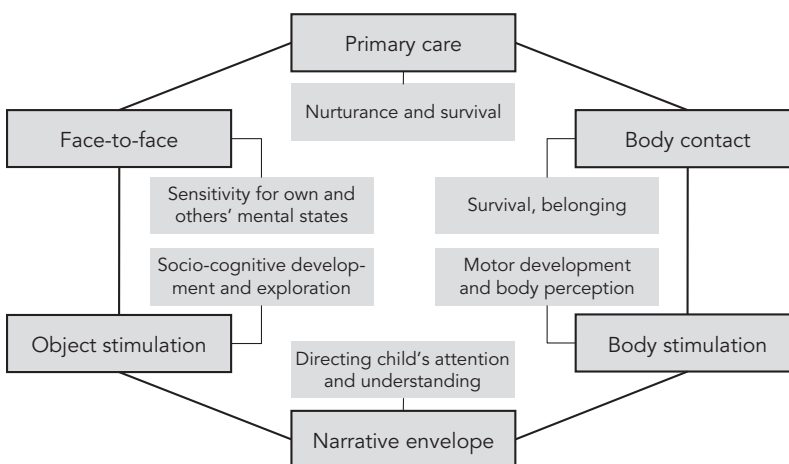 Primary care
Nurturance and survival
Face-to-face
Body contact
Sensitivity for own and
others’ mental states
Survival, belonging
Socio-cognitive develop-
ment and exploration
Motor development
and body perception
Object stimulation
Body stimulation
Directing child’s attention
and understanding
Narrative envelope